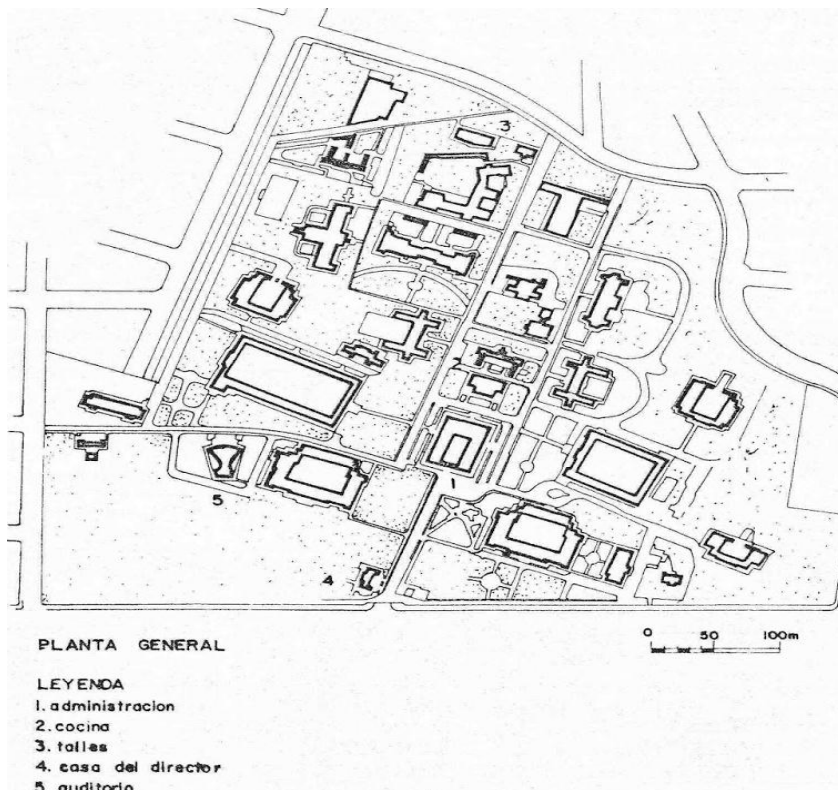 3
5
1
4
PLANTA GENERAL
0 50 100m
LEYENDA
1. administracion
2. cocina
3. talles
4. casa del director
5. auditorio